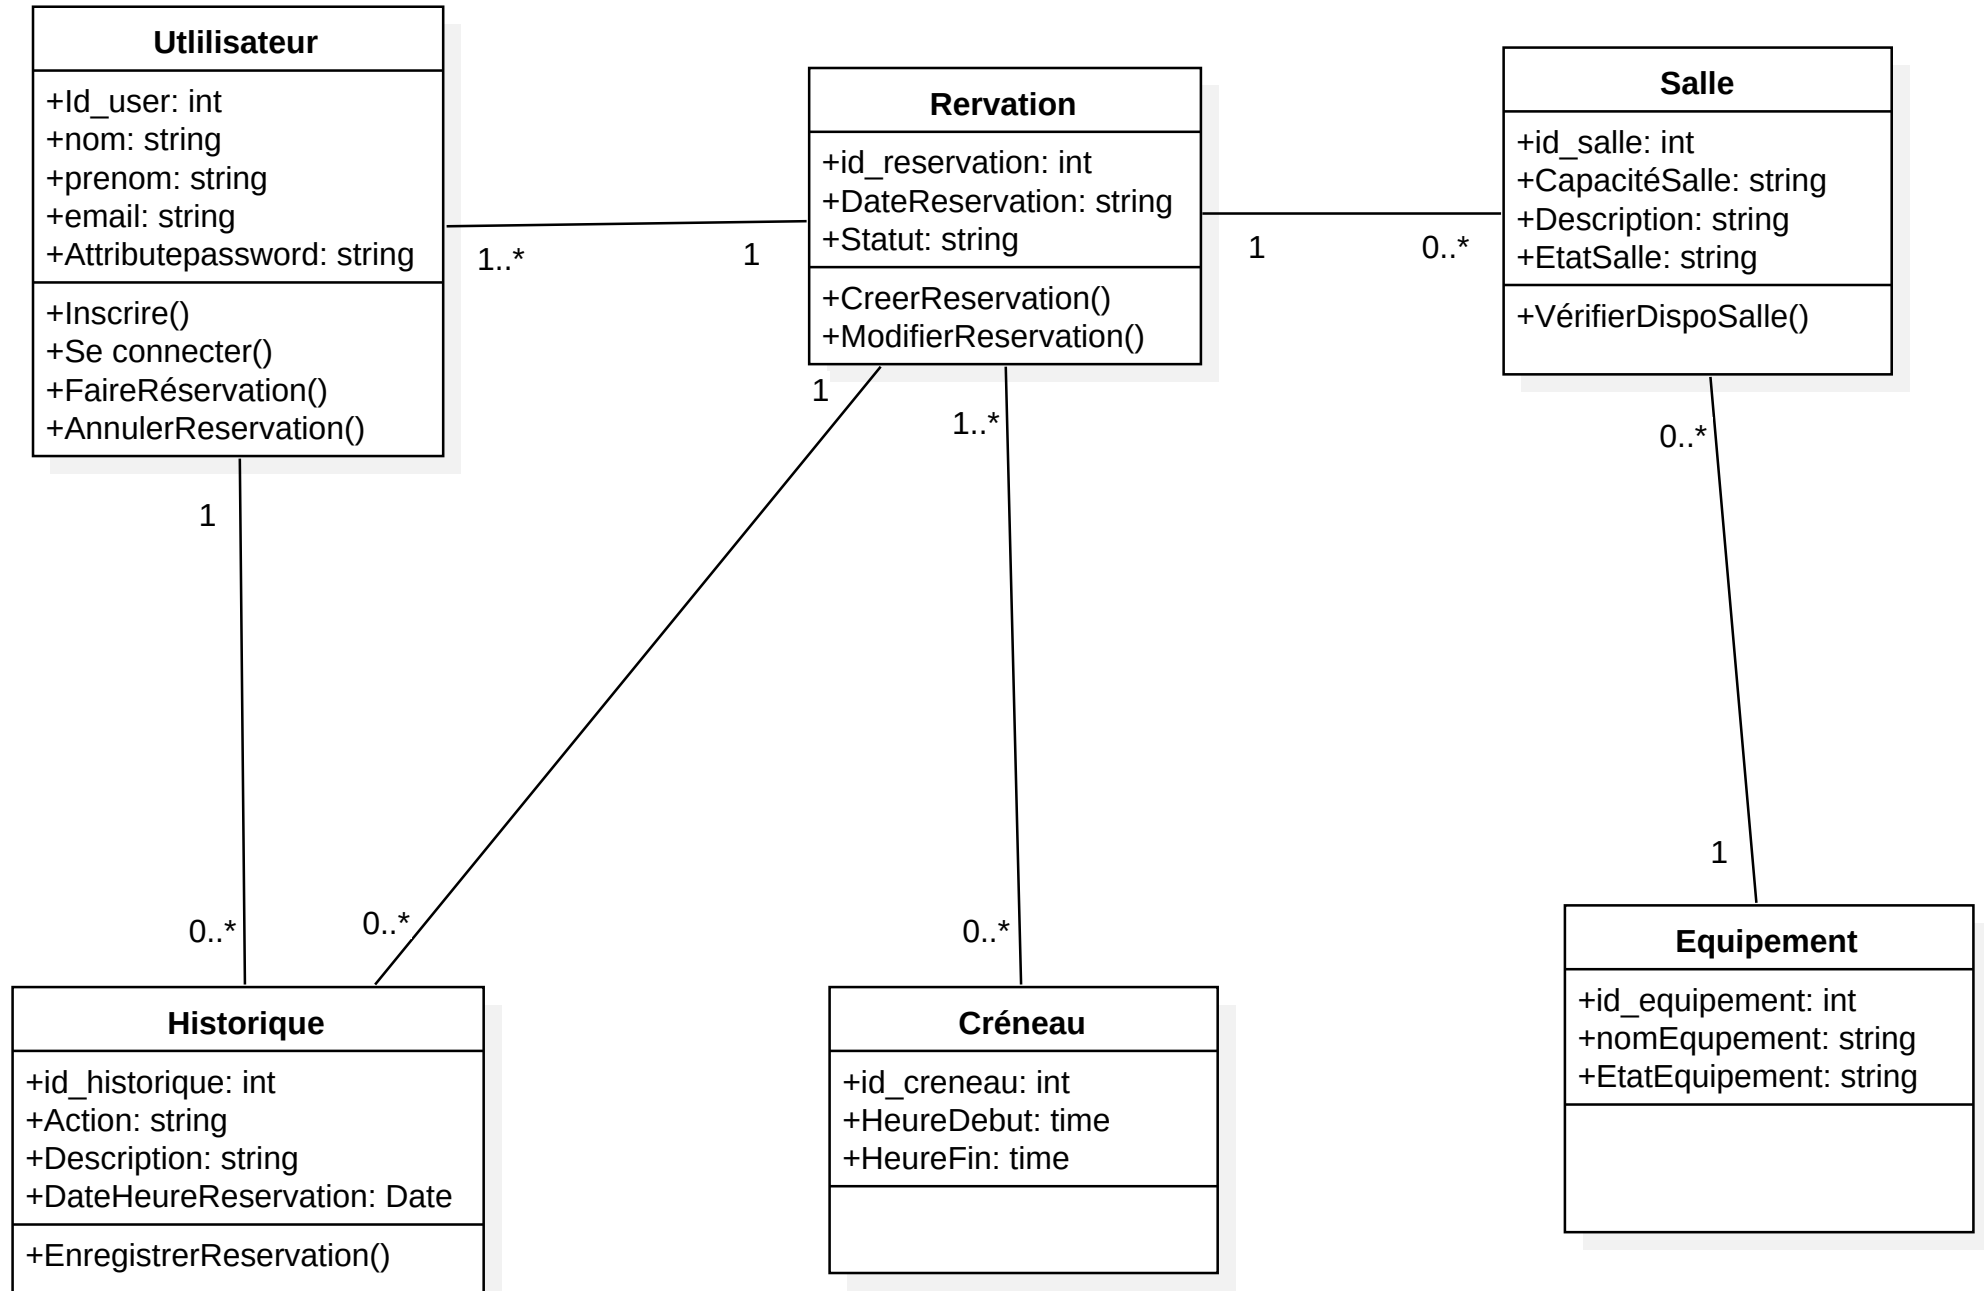 Utlilisateur
+Id_user: int
+nom: string
+prenom: string
+email: string
+Attributepassword: string
+Inscrire()
+Se connecter()
+FaireRéservation()
+AnnulerReservation()
1..*
1
Rervation
+id_reservation: int
+DateReservation: string
+Statut: string
+CreerReservation()
+ModifierReservation()
1
0..*
Salle
+id_salle: int
+CapacitéSalle: string
+Description: string
+EtatSalle: string
+VérifierDispoSalle()
1
1..*
0..*
1
0..*
0..*
0..*
1
Historique
+id_historique: int
+Action: string
+Description: string
+DateHeureReservation: Date
+EnregistrerReservation()
Créneau
+id_creneau: int
+HeureDebut: time
+HeureFin: time
Equipement
+id_equipement: int
+nomEqupement: string
+EtatEquipement: string